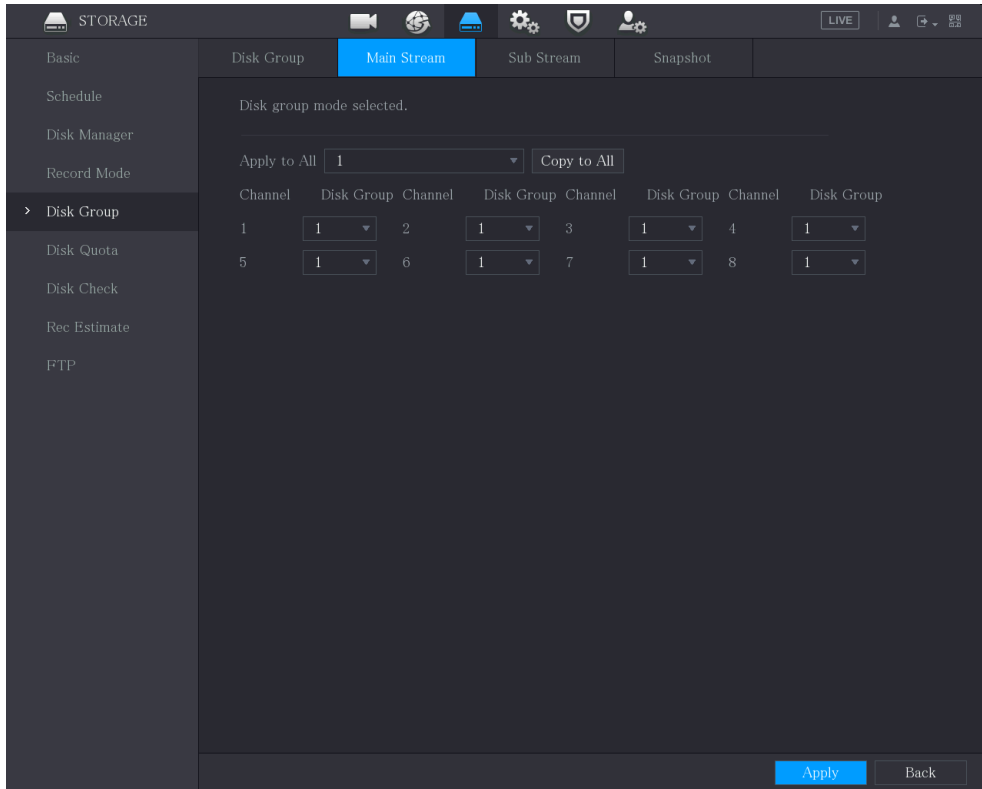 STORAGE LIVE
Basic
Schedule
Disk Manager
Record Mode
> Disk Group
Disk Quota
Disk Check
Rec Estimate
FTP
Disk Group Main Stream Sub Stream Snapshot
Disk group mode selected.
Apply to All 1 Copy to All
Channel Disk Group Channel Disk Group Channel Disk Group Channel Disk Group
1 1 2 1 3 1 4 1
5 1 6 1 7 1 8 1
Apply Back